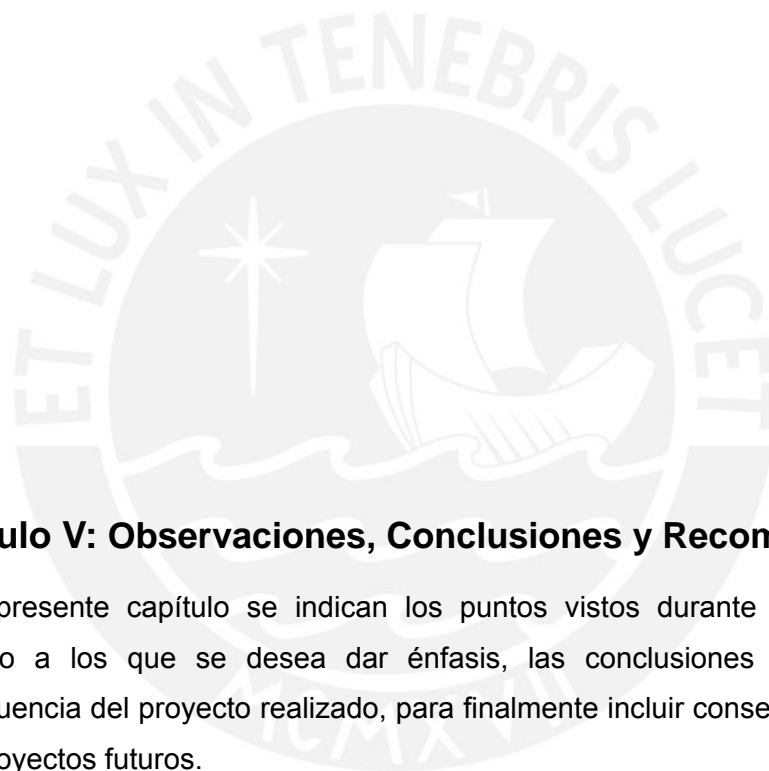 ET LUX IN TENEBRIS LUCET
MCMXVII
ulo V: Observaciones, Conclusiones y Recom
presente capítulo se indican los puntos vistos durante
o a los que se desea dar énfasis, las conclusiones
uencia del proyecto realizado, para finalmente incluir conse
oyectos futuros.